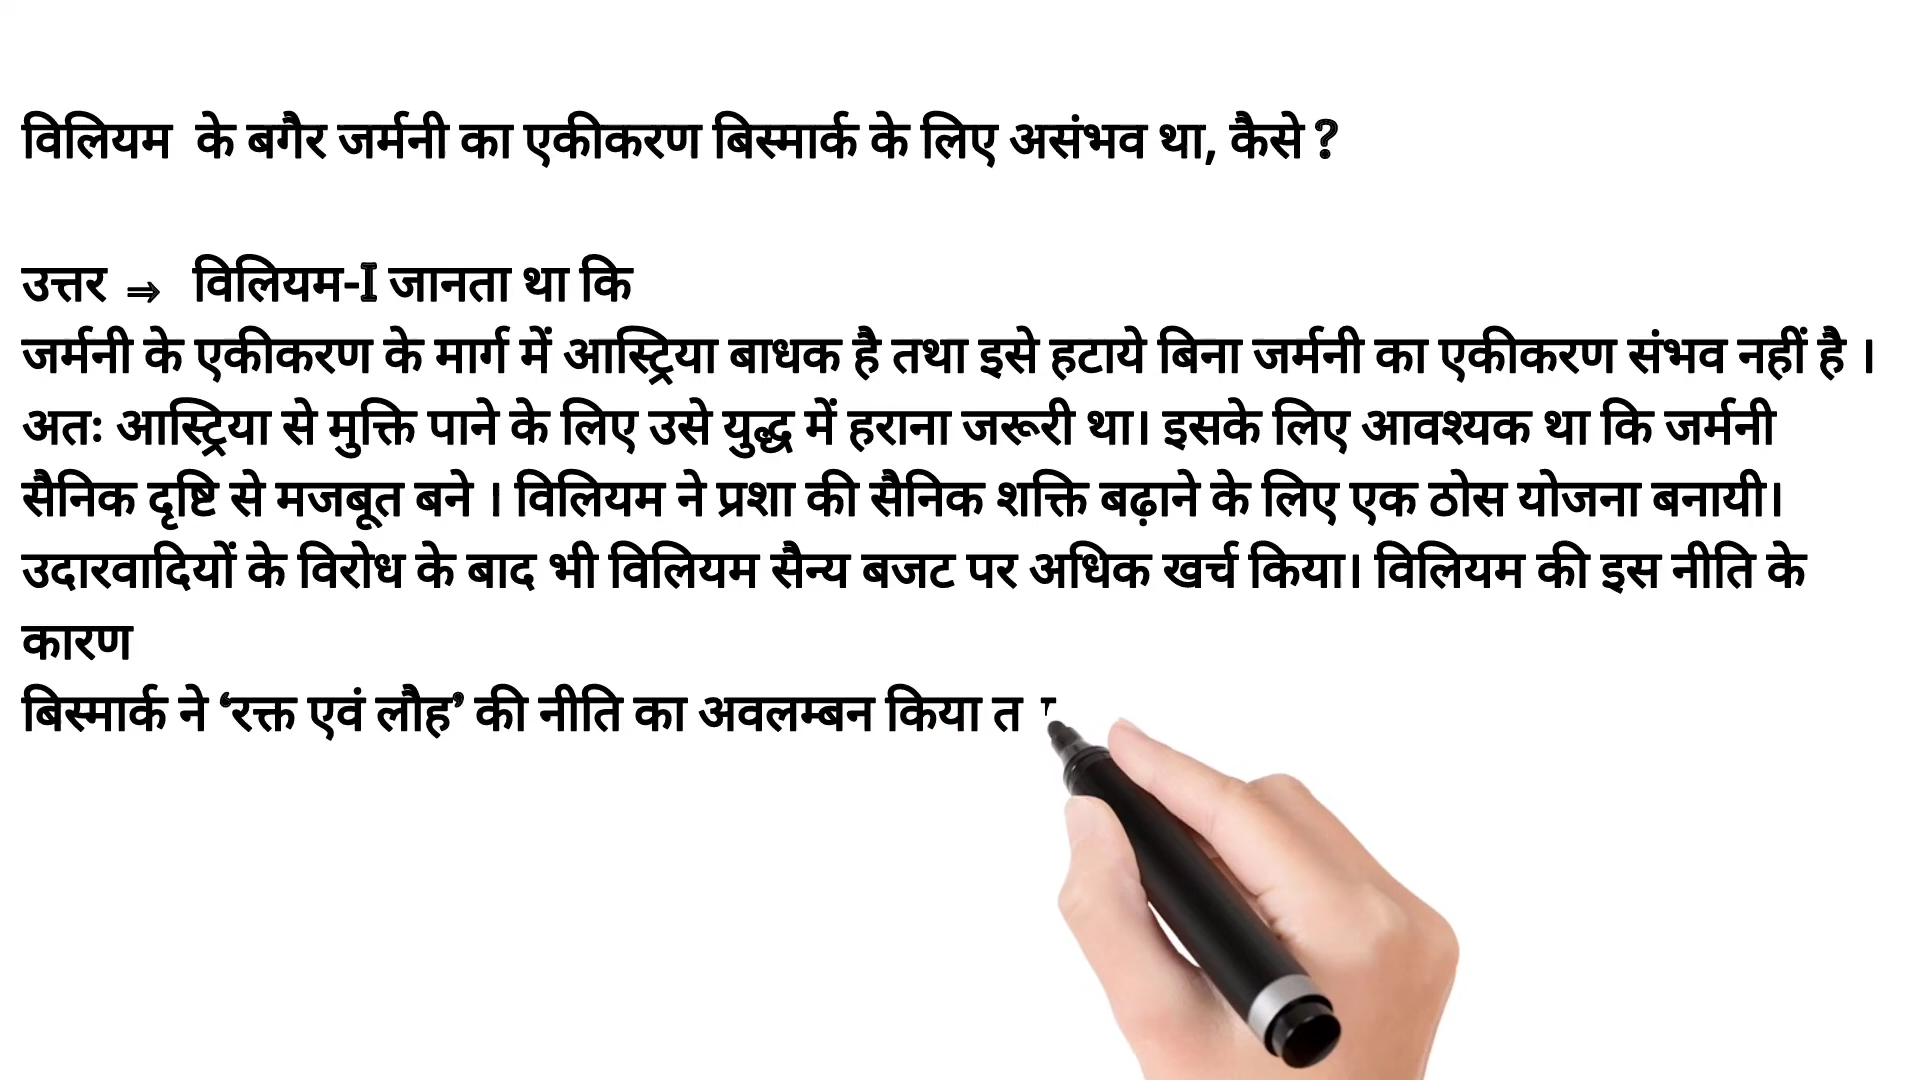 विलियम के बगैर जर्मनी का एकीकरण बिस्मार्क के लिए असंभव था, कैसे ?
उत्तर ⇒ विलियम-I जानता था कि
जर्मनी के एकीकरण के मार्ग में आस्ट्रिया बाधक है तथा इसे हटाये बिना जर्मनी का एकीकरण संभव नहीं है ।
अतः आस्ट्रिया से मुक्ति पाने के लिए उसे युद्ध में हराना जरूरी था। इसके लिए आवश्यक था कि जर्मनी
सैनिक दृष्टि से मजबूत बने । विलियम ने प्रशा की सैनिक शक्ति बढ़ाने के लिए एक ठोस योजना बनायी।
उदारवादियों के विरोध के बाद भी विलियम सैन्य बजट पर अधिक खर्च किया। विलियम की इस नीति के
कारण
बिस्मार्क ने ‘रक्त एवं लौह’ की नीति का अवलम्बन किया त